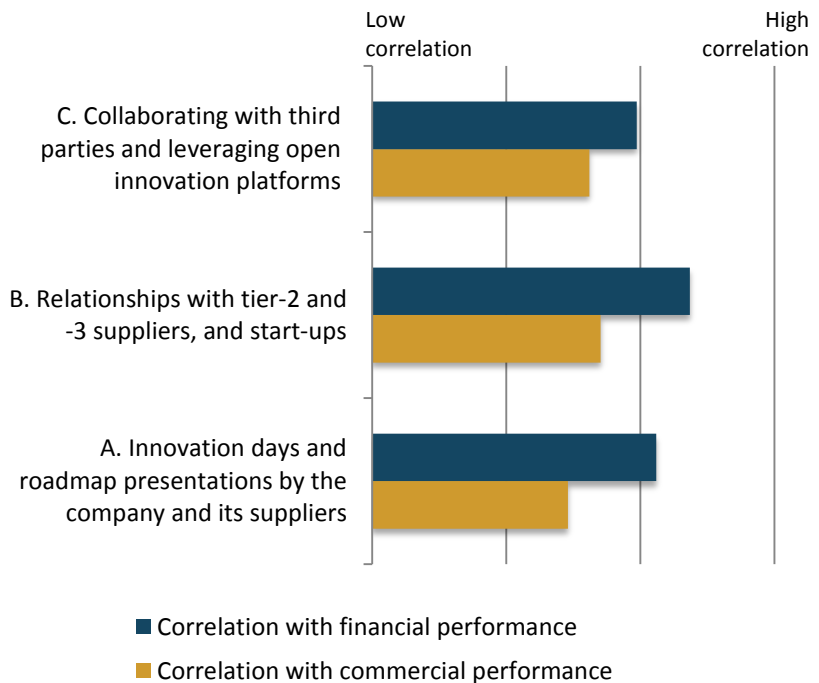 Low
correlation
High
correlation
C. Collaborating with third
parties and leveraging open
innovation platforms
B. Relationships with tier-2 and
-3 suppliers, and start-ups
A. Innovation days and
roadmap presentations by the
company and its suppliers
Correlation with financial performance
Correlation with commercial performance